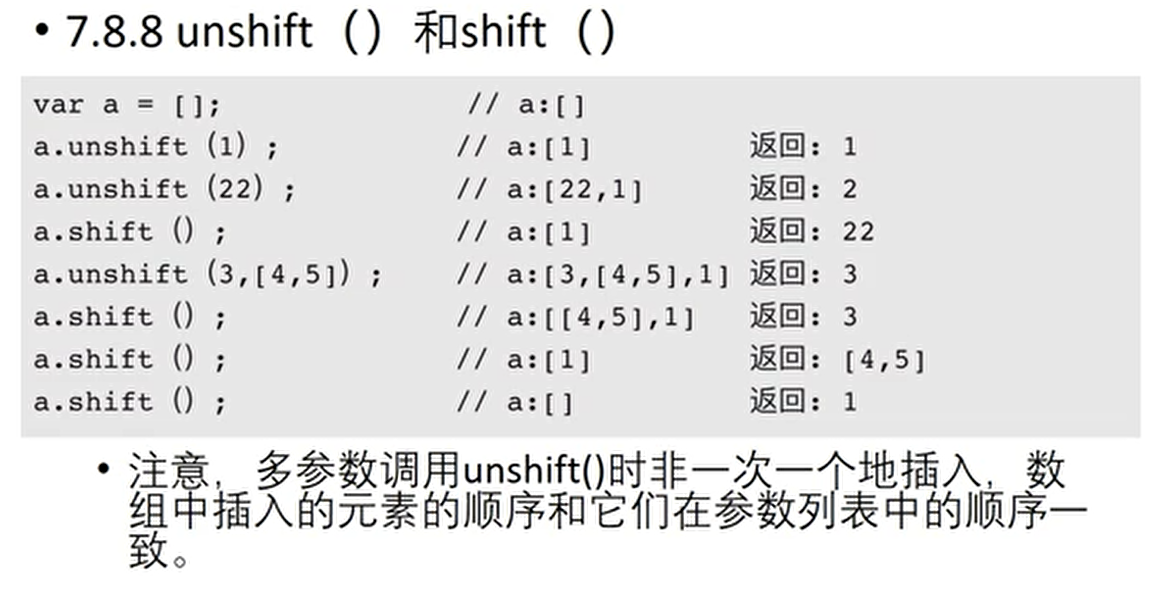 • 7.8.8 unshift（）和shift（）
var a = []; // a:[]
a.unshift (1) ; // a:[1] 返回: 1
a.unshift (22) ; // a:[22,1] 返回: 2
a.shift () ; // a:[1] 返回: 22
a.unshift (3,[4,5]) ; // a:[3,[4,5],1] 返回: 3
a.shift () ; // a:[[4,5],1] 返回: 3
a.shift () ; // a:[1] 返回: [4,5]
a.shift () ; // a:[] 返回: 1
• 注意，多参数调用unshift()时非一次一个地插入，数
组中插入的元素的顺序和它们在参数列表中的顺序一
致。